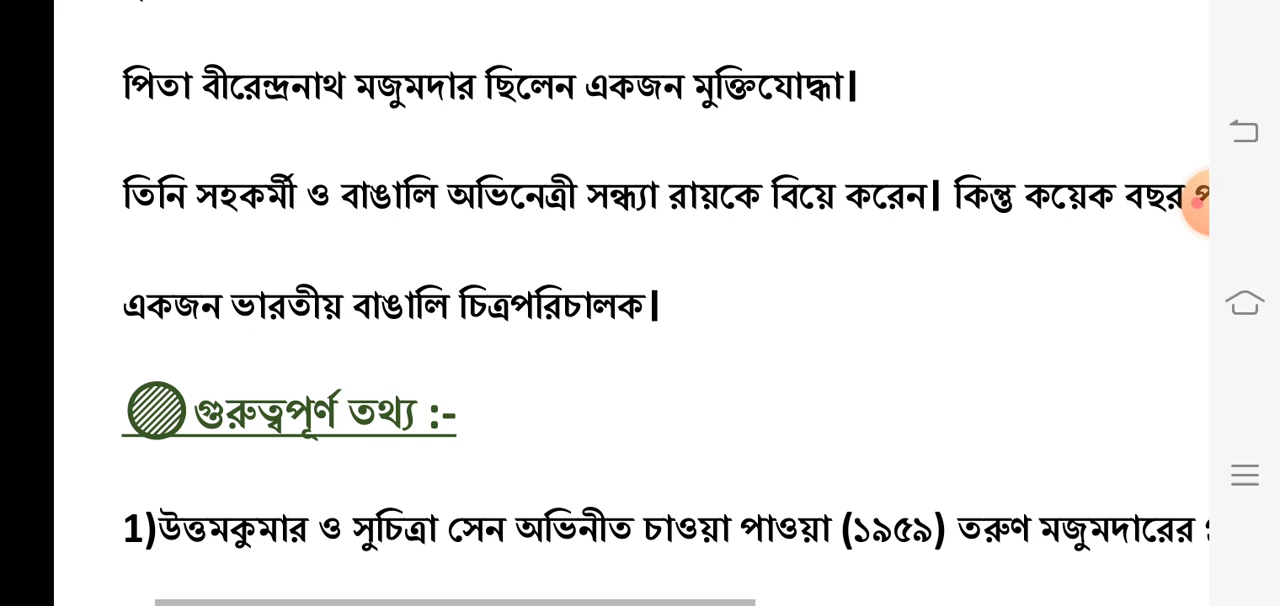 পিতা বীরেন্দ্রনাথ মজুমদার ছিলেন একজন মুক্তিযোদ্ধা|
তিনি সহকর্মী ও বাঙালি অভিনেত্রী সন্ধ্যা রায়কে বিয়ে করেন| কিন্তু কয়েক বছর
একজন ভারতীয় বাঙালি চিত্রপরিচালক|
গুরুত্বপূর্ণ তথ্য :-
1)উত্তমকুমার ও সুচিত্রা সেন অভিনীত চাওয়া পাওয়া (১৯৫৯) তরুণ মজুমদারের